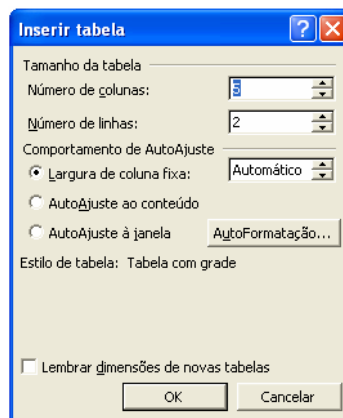 Inserir tabela
Tamanho da tabela
Número de colunas: 5
Número de linhas: 2
Comportamento de AutoAjuste
Largura de coluna fixa: Automático
AutoAjuste ao conteúdo
AutoAjuste à janela AutoFormatação...
Estilo de tabela: Tabela com grade
Lembrar dimensões de novas tabelas
OK Cancelar